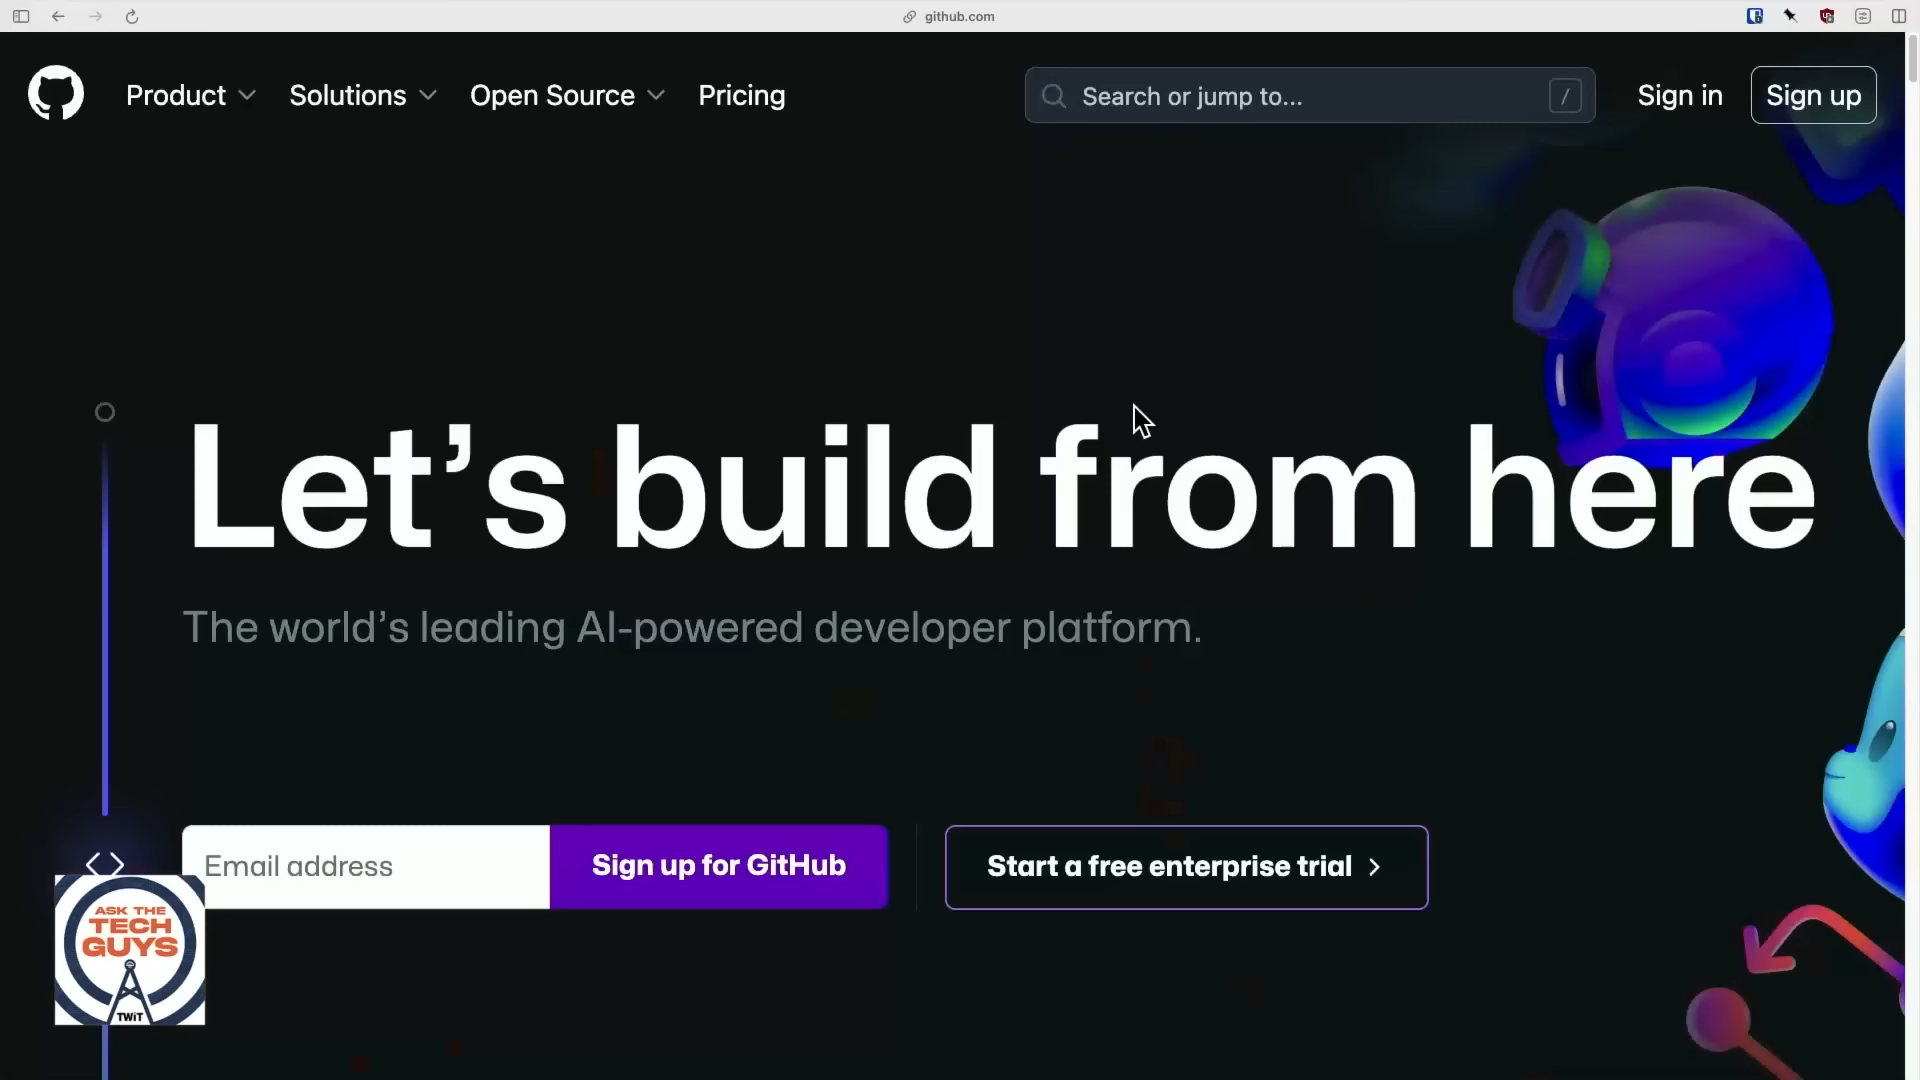 github.com
Product
Solutions
Open Source
Pricing
Search or jump to...
/
Sign in
Sign up
Let’s build from here
The world’s leading AI-powered developer platform.
Email address
Sign up for GitHub
Start a free enterprise trial
ASK THE
TECH
GUYS
TWiT